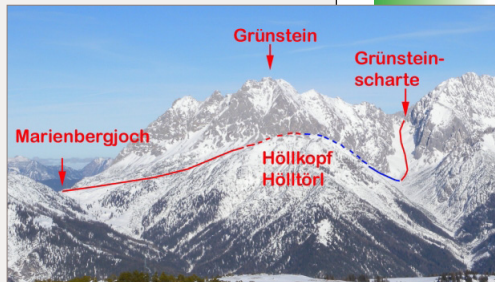 Grünstein
Grünstein-
scharte
Marienbergjoch
Höllkopf
Hölltörl